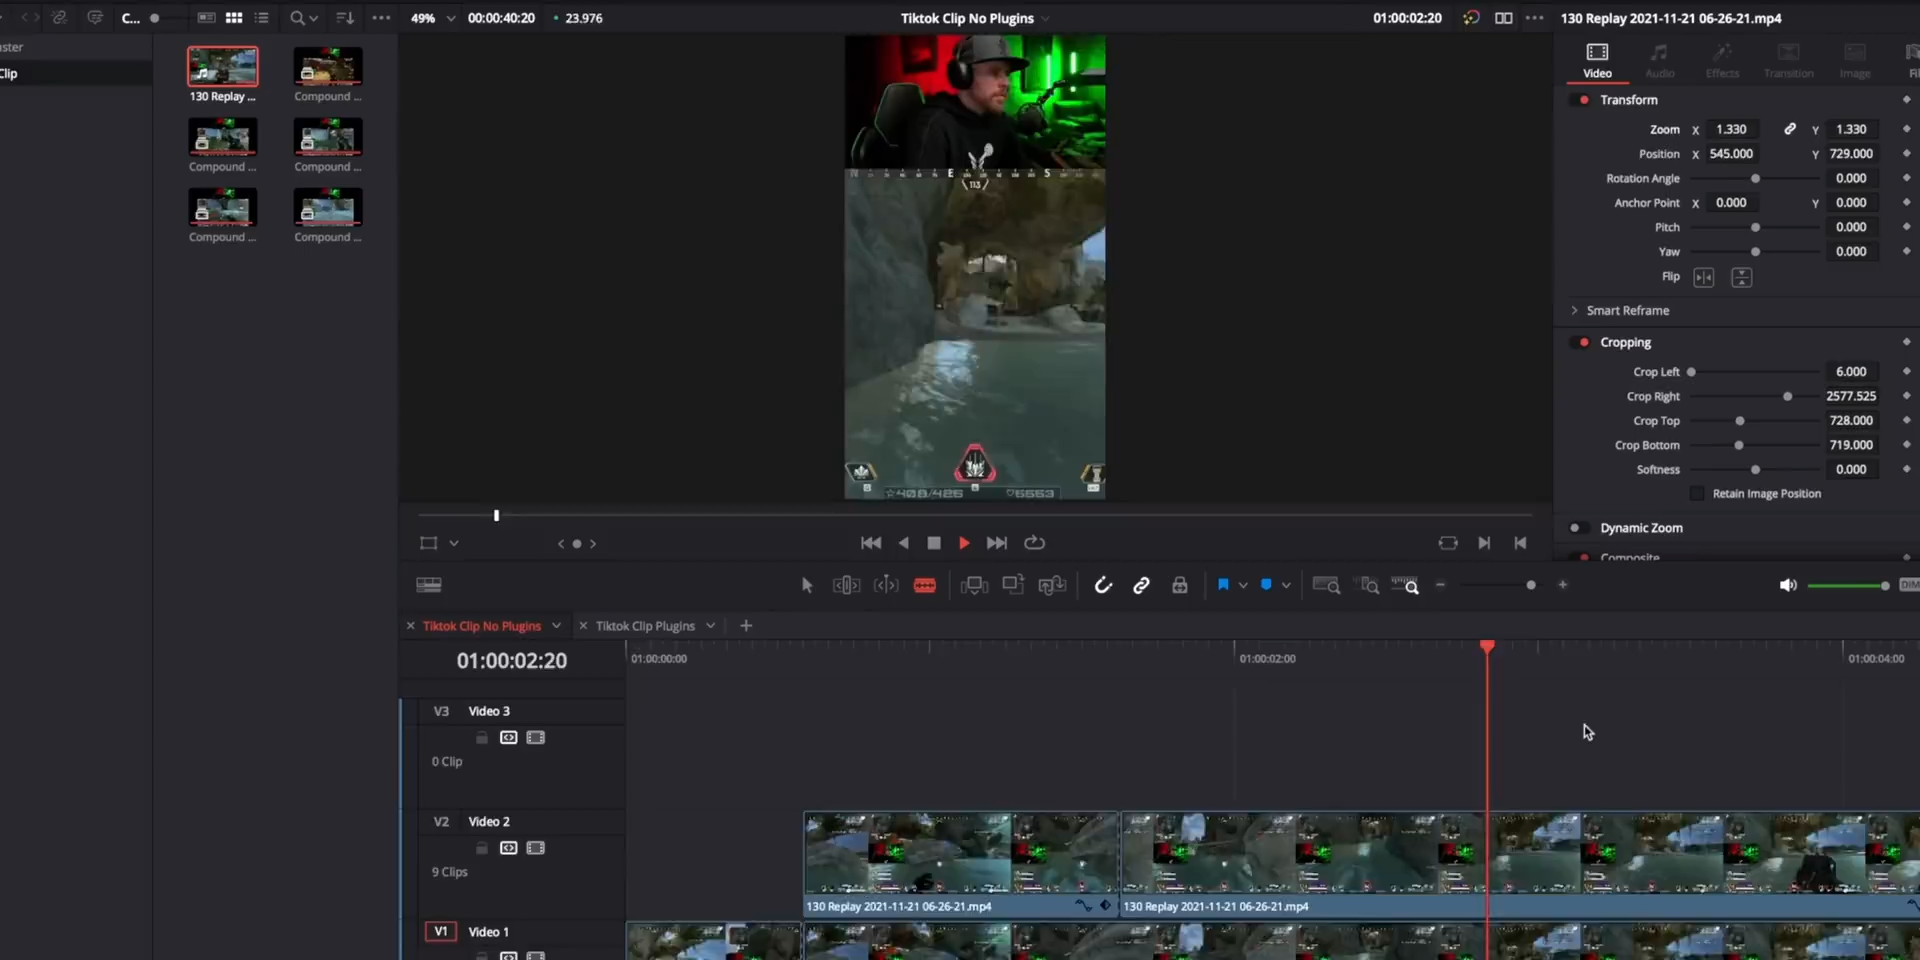 C...
49%
00:00:40:20
23.976
Tiktok Clip No Plugins
01:00:02:20
130 Replay 2021-11-21 06-26-21.mp4
aster
Clip
130 Replay ...
Compound ...
Compound ...
Compound ...
Compound ...
Compound ...
E
S
113
Video
Audio
Effects
Transition
Image
Fil
Transform
Zoom X 1.330 Y 1.330
Position X 545.000 Y 729.000
Rotation Angle 0.000
Anchor Point X 0.000 Y 0.000
Pitch 0.000
Yaw 0.000
Flip
Smart Reframe
Cropping
Crop Left 6.000
Crop Right 2577.525
Crop Top 728.000
Crop Bottom 719.000
Softness 0.000
Retain Image Position
Dynamic Zoom
Composite
DIM
Tiktok Clip No Plugins
Tiktok Clip Plugins
01:00:02:20
01:00:00:00
01:00:02:00
01:00:04:00
V3 Video 3
0 Clip
V2 Video 2
9 Clips
130 Replay 2021-11-21 06-26-21.mp4
130 Replay 2021-11-21 06-26-21.mp4
V1 Video 1